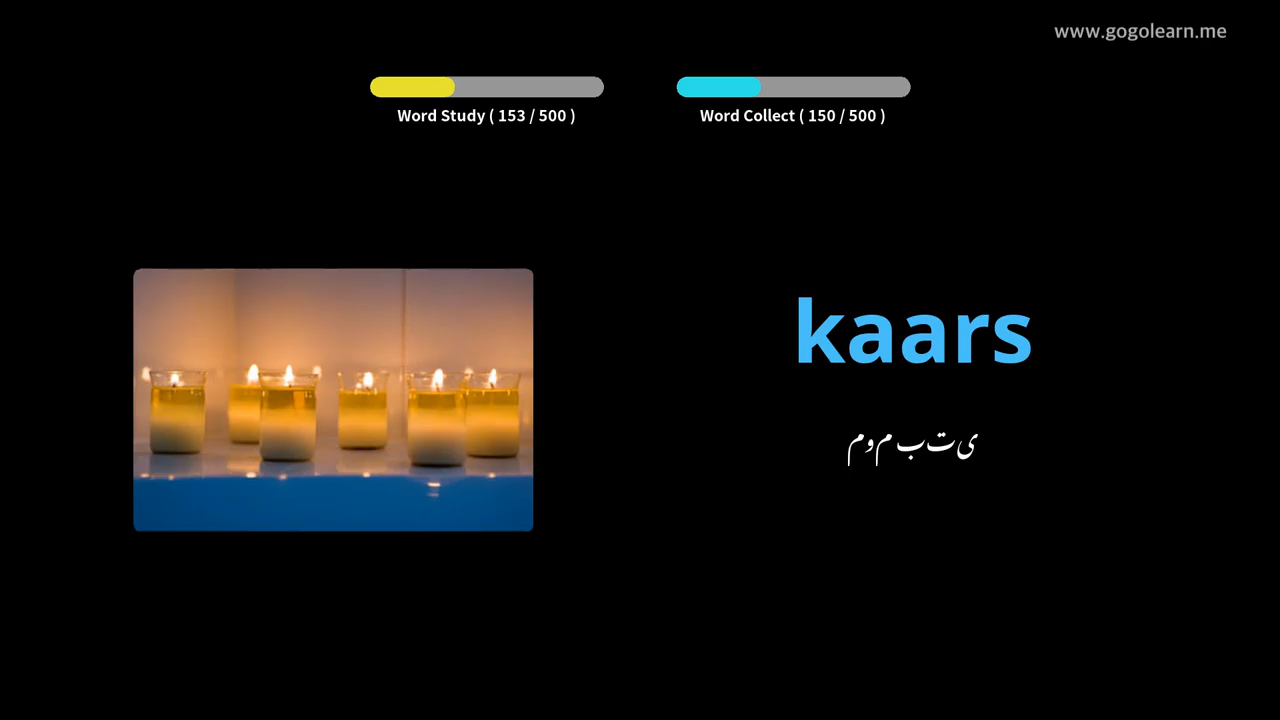 www.gogolearn.me
Word Study ( 153 / 500 )
Word Collect ( 150 / 500 )
kaars
موم بتی